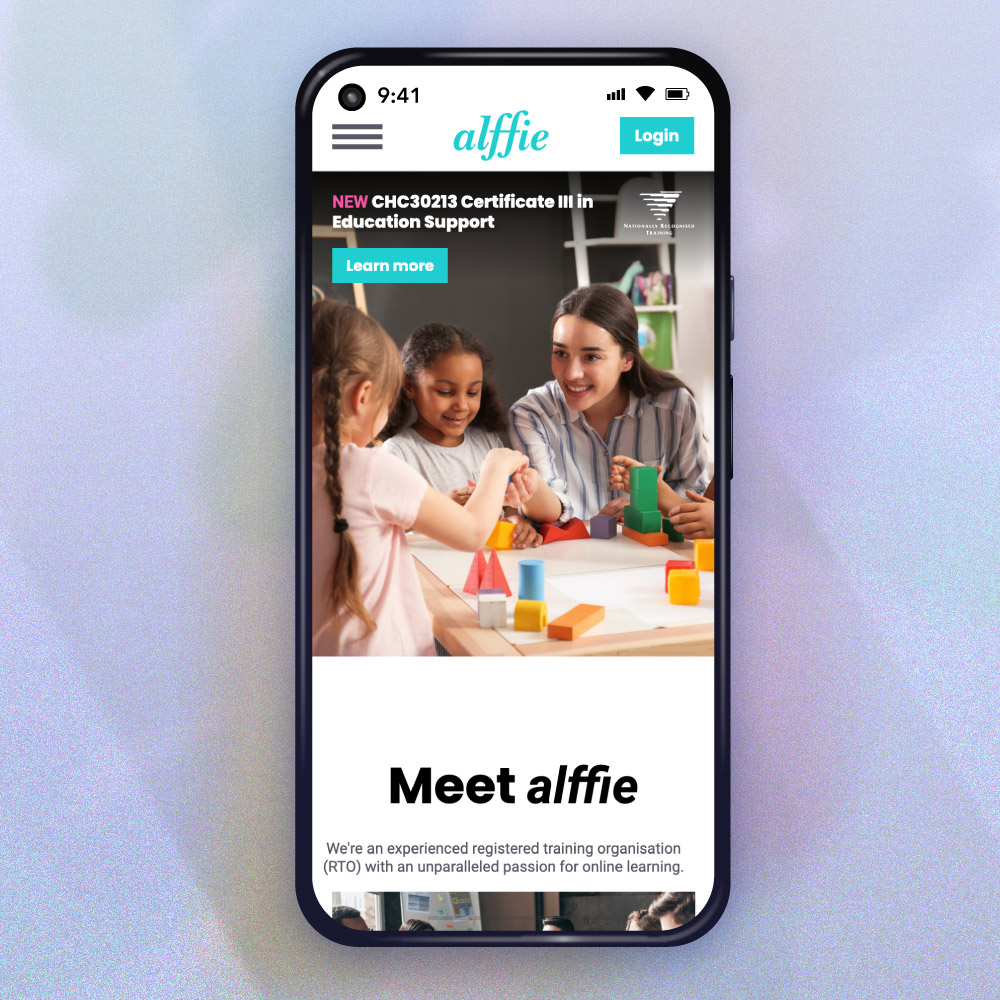 9:41
alffie
Login
NEW CHC30213 Certificate III in
Education Support
NATIONALLY RECOGNISED
TRAINING
Learn more
Meet alffie
We're an experienced registered training organisation
(RTO) with an unparalleled passion for online learning.